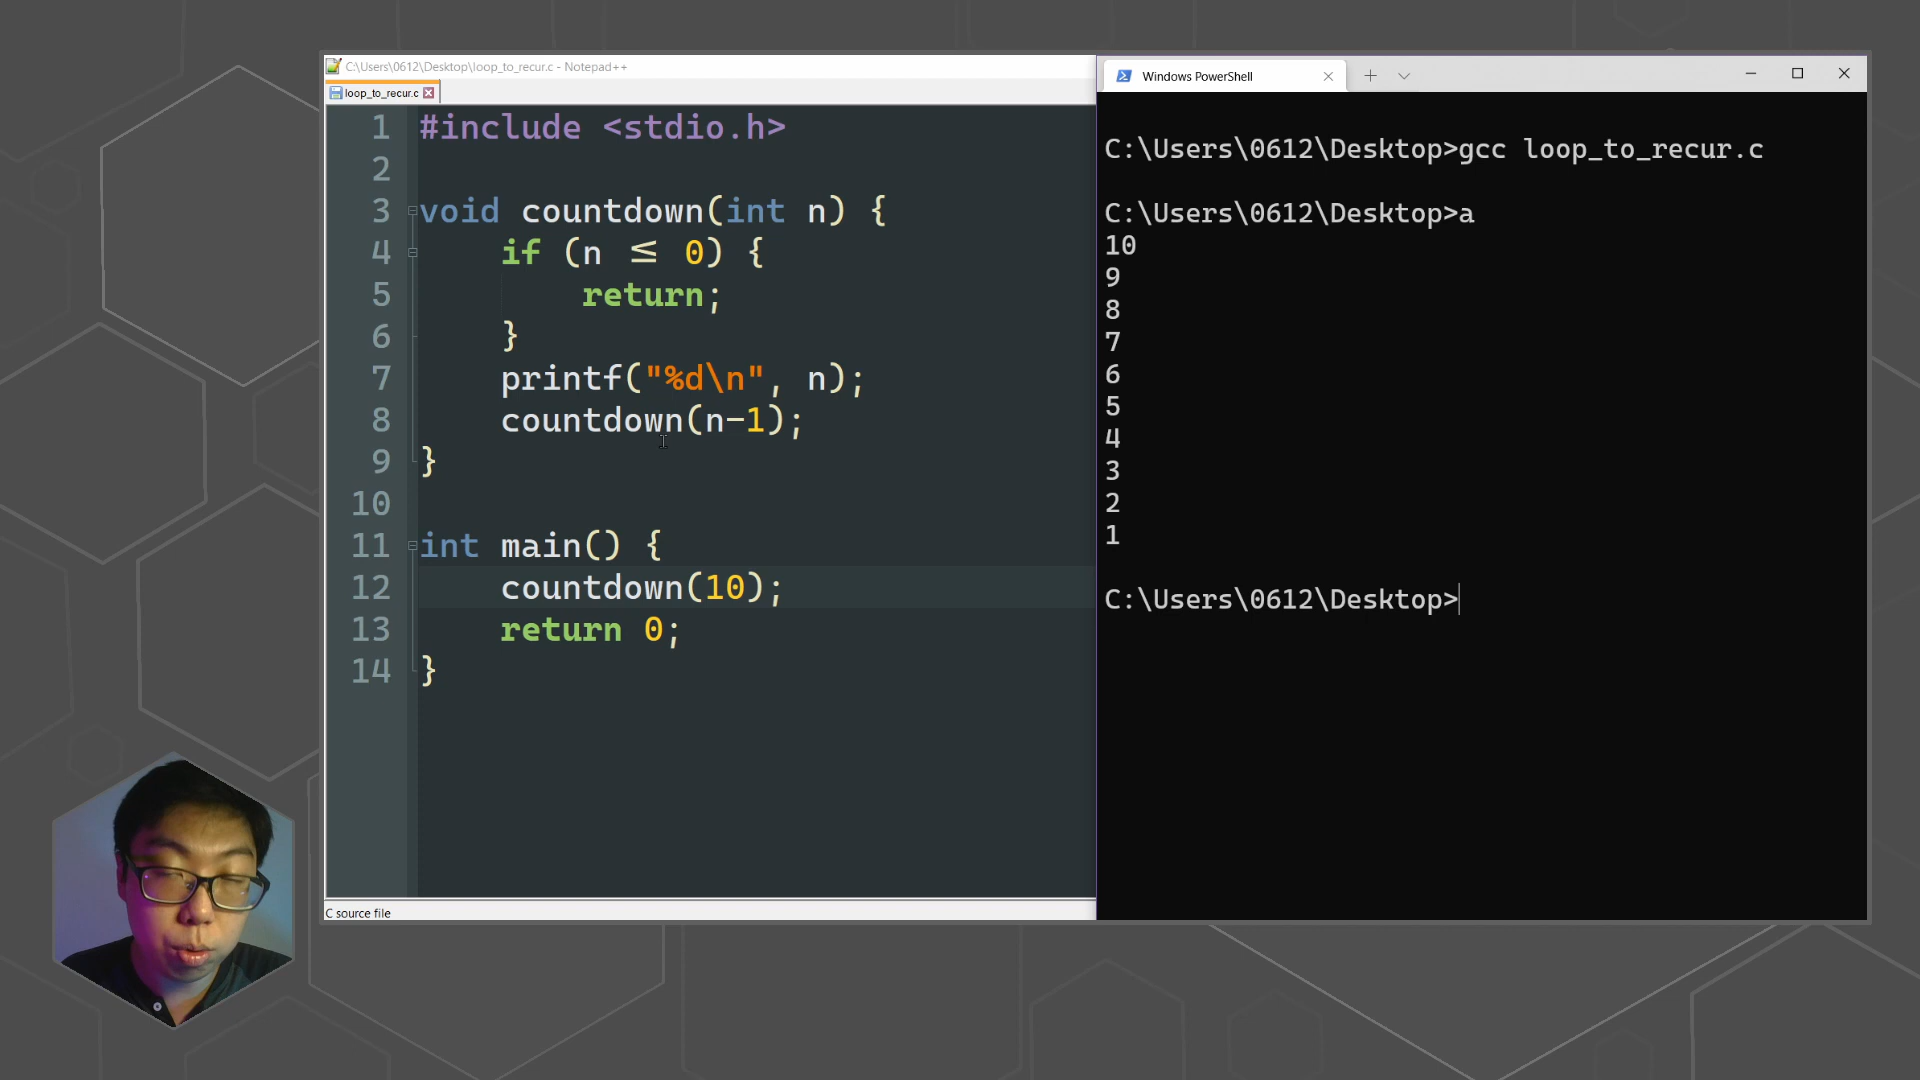 C:\Users\0612\Desktop\loop_to_recur.c - Notepad++
loop_to_recur.c
1 #include <stdio.h>
2
3 void countdown(int n) {
4 if (n ≤ 0) {
5 return;
6 }
7 printf("%d\n", n);
8 countdown(n-1);
9 }
10
11 int main() {
12 countdown(10);
13 return 0;
14 }
C source file
Windows PowerShell
C:\Users\0612\Desktop>gcc loop_to_recur.c
C:\Users\0612\Desktop>a
10
9
8
7
6
5
4
3
2
1
C:\Users\0612\Desktop>